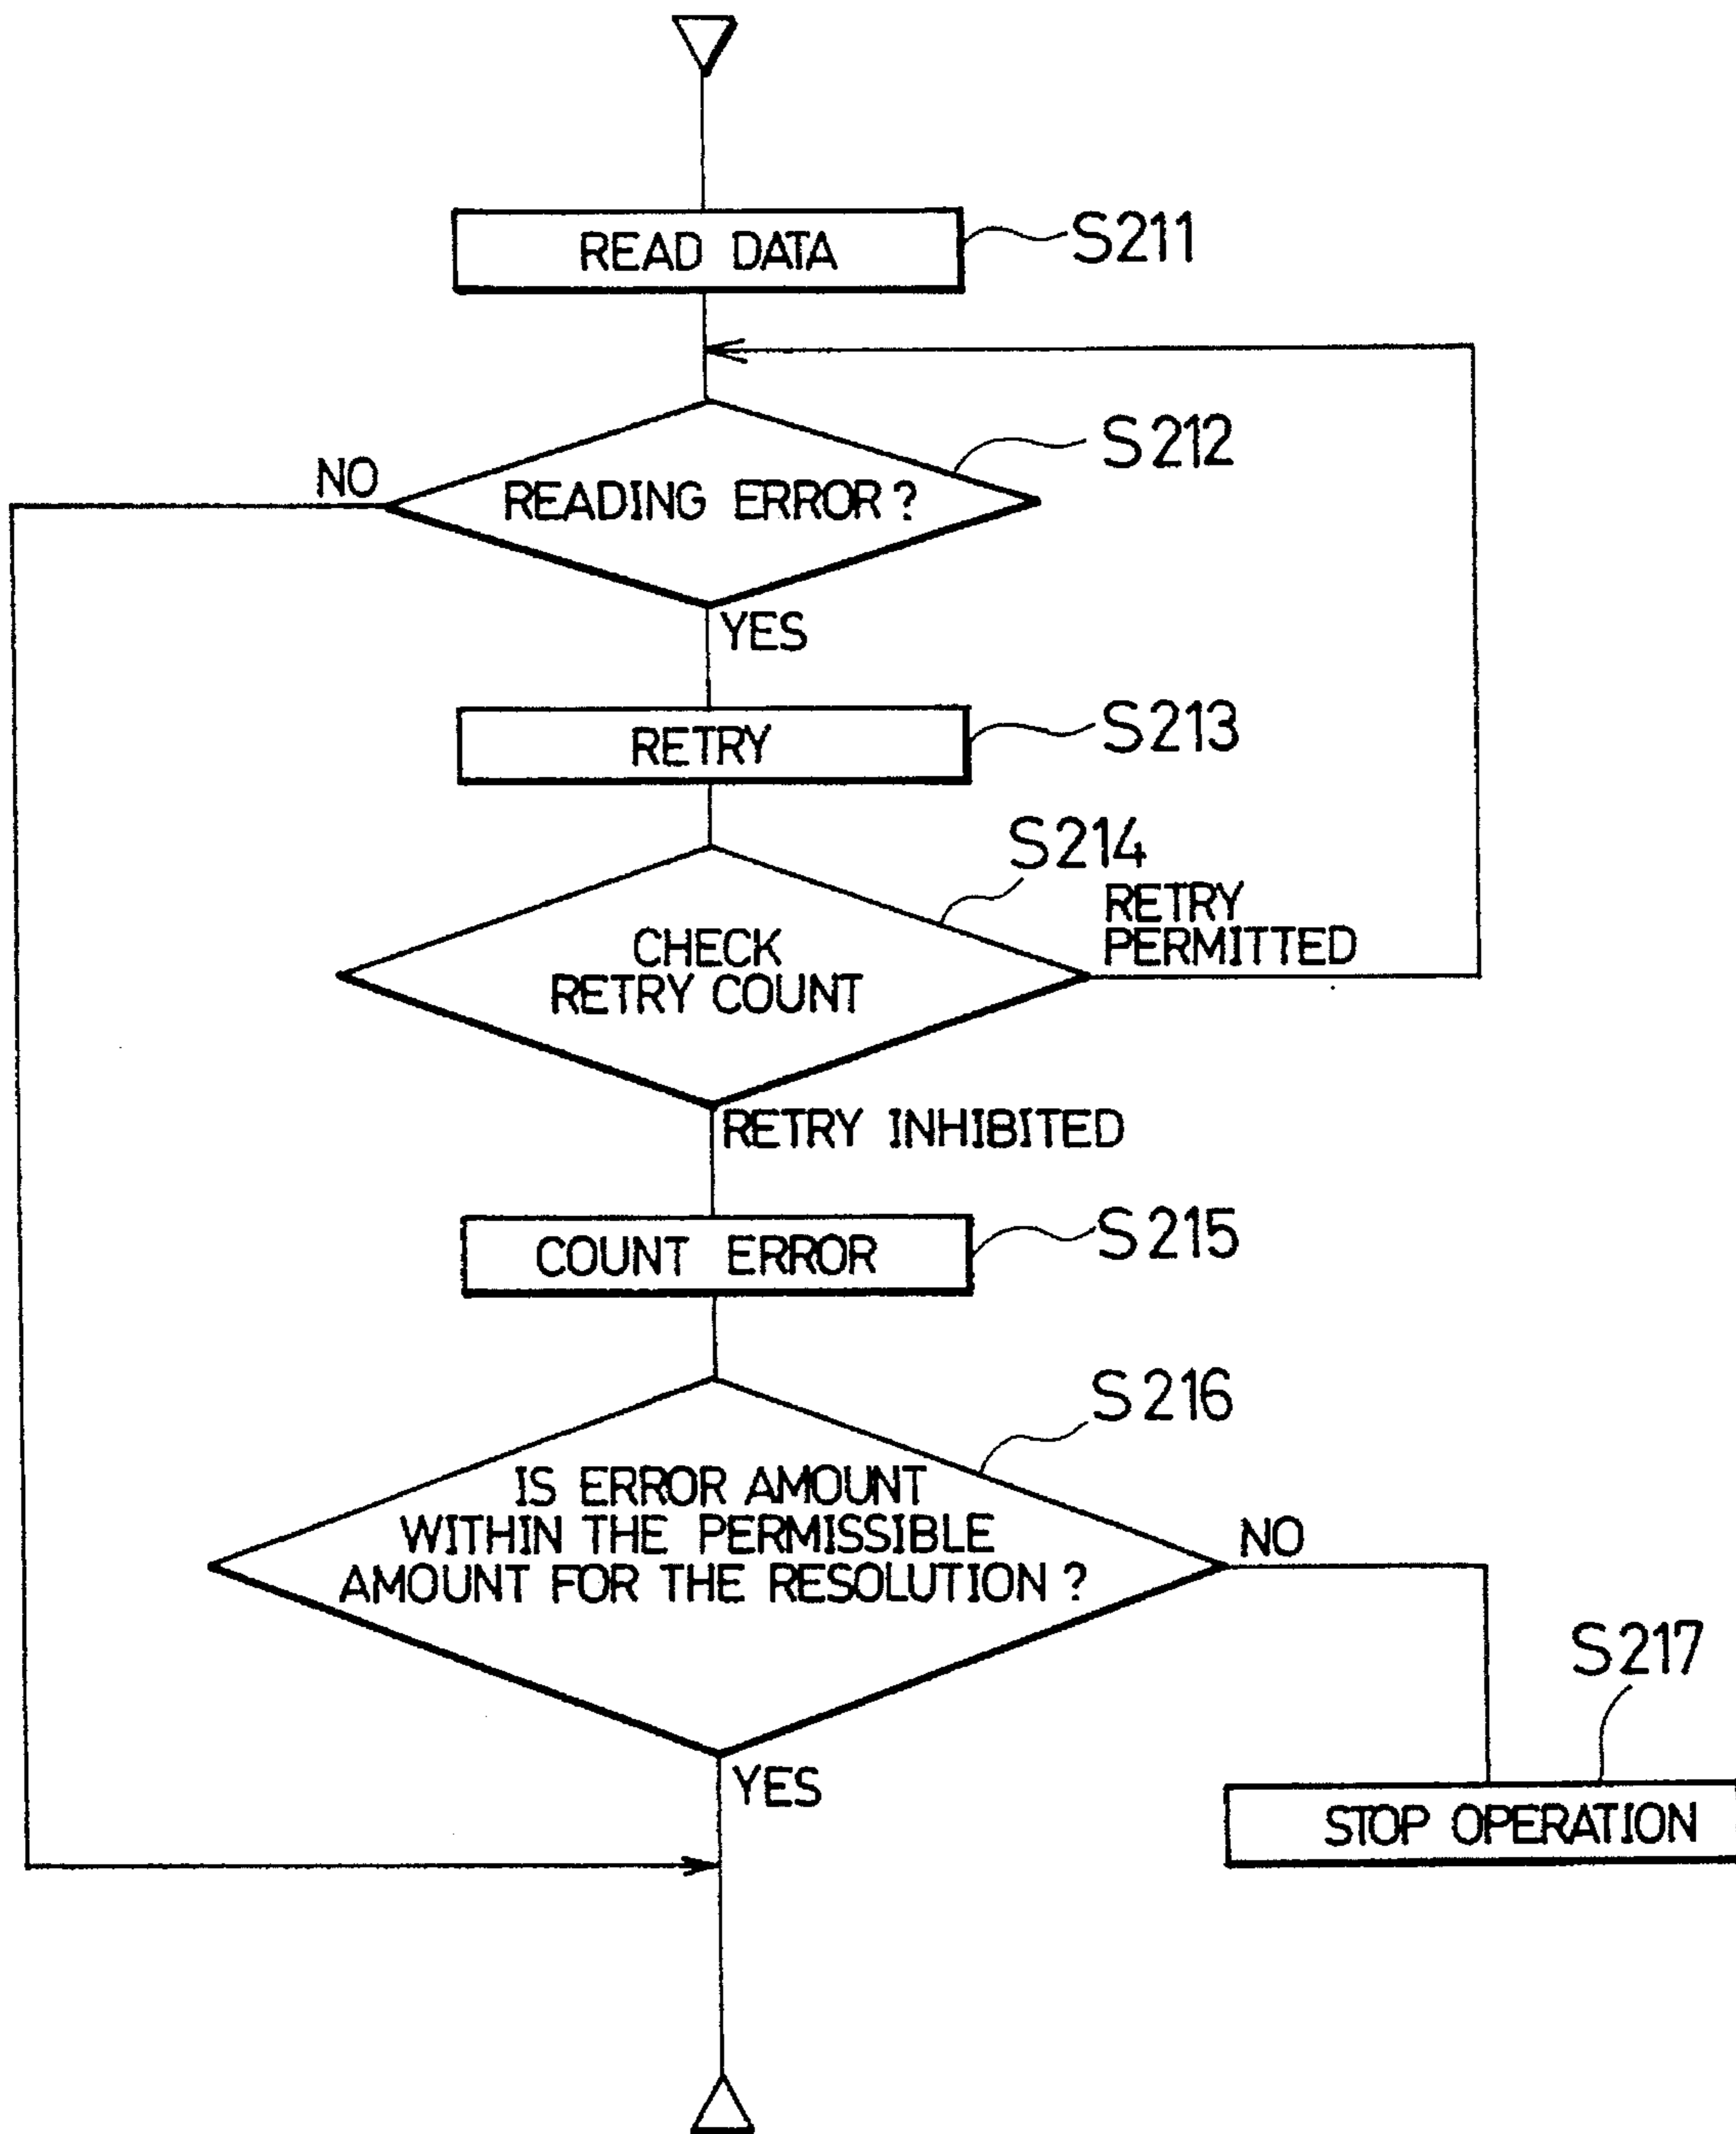 READ DATA
S211
S212
NO
READING ERROR?
YES
RETRY
S213
S214
RETRY
PERMITTED
CHECK
RETRY COUNT
RETRY INHIBITED
COUNT ERROR
S215
S216
IS ERROR AMOUNT
WITHIN THE PERMISSIBLE
AMOUNT FOR THE RESOLUTION?
NO
S217
YES
STOP OPERATION